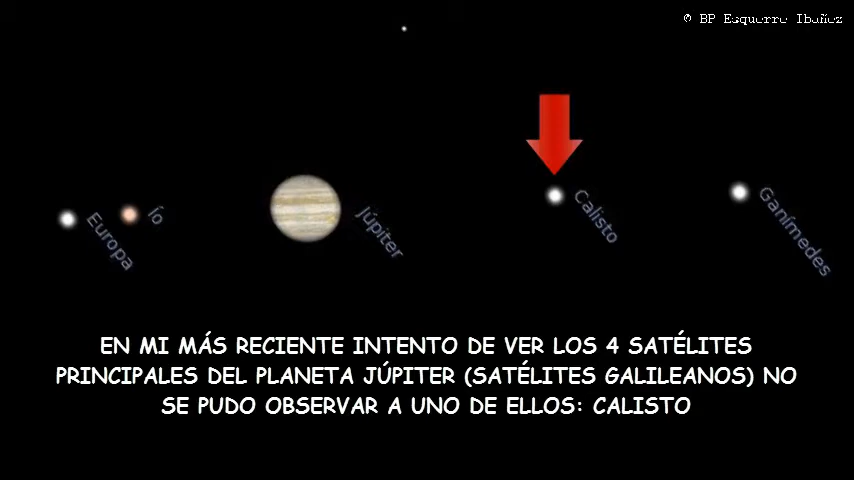 © BP Esquerre Ibañez
Europa
Ío
Júpiter
Calisto
Ganímedes
EN MI MÁS RECIENTE INTENTO DE VER LOS 4 SATÉLITES
PRINCIPALES DEL PLANETA JÚPITER (SATÉLITES GALILEANOS) NO
SE PUDO OBSERVAR A UNO DE ELLOS: CALISTO